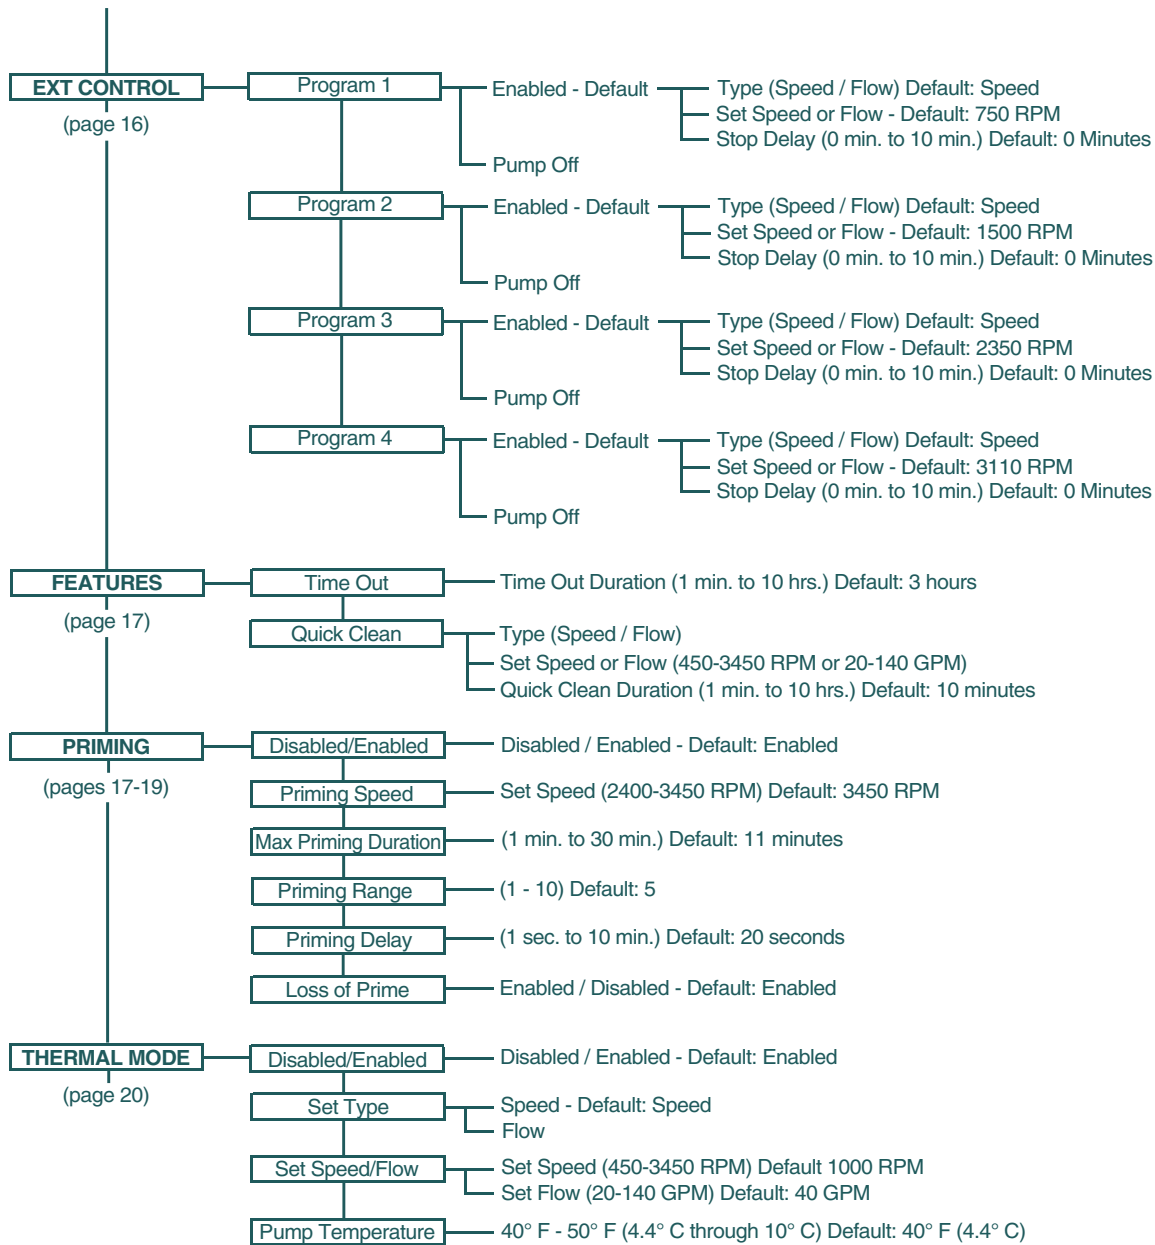 EXT CONTROL
(page 16)
Program 1
Enabled - Default
Type (Speed / Flow) Default: Speed
Set Speed or Flow - Default: 750 RPM
Stop Delay (0 min. to 10 min.) Default: 0 Minutes
Pump Off
Program 2
Enabled - Default
Type (Speed / Flow) Default: Speed
Set Speed or Flow - Default: 1500 RPM
Stop Delay (0 min. to 10 min.) Default: 0 Minutes
Pump Off
Program 3
Enabled - Default
Type (Speed / Flow) Default: Speed
Set Speed or Flow - Default: 2350 RPM
Stop Delay (0 min. to 10 min.) Default: 0 Minutes
Pump Off
Program 4
Enabled - Default
Type (Speed / Flow) Default: Speed
Set Speed or Flow - Default: 3110 RPM
Stop Delay (0 min. to 10 min.) Default: 0 Minutes
Pump Off
FEATURES
(page 17)
Time Out
Time Out Duration (1 min. to 10 hrs.) Default: 3 hours
Quick Clean
Type (Speed / Flow)
Set Speed or Flow (450-3450 RPM or 20-140 GPM)
Quick Clean Duration (1 min. to 10 hrs.) Default: 10 minutes
PRIMING
(pages 17-19)
Disabled/Enabled
Disabled / Enabled - Default: Enabled
Priming Speed
Set Speed (2400-3450 RPM) Default: 3450 RPM
Max Priming Duration
(1 min. to 30 min.) Default: 11 minutes
Priming Range
(1 - 10) Default: 5
Priming Delay
(1 sec. to 10 min.) Default: 20 seconds
Loss of Prime
Enabled / Disabled - Default: Enabled
THERMAL MODE
(page 20)
Disabled/Enabled
Disabled / Enabled - Default: Enabled
Set Type
Speed - Default: Speed
Flow
Set Speed/Flow
Set Speed (450-3450 RPM) Default 1000 RPM
Set Flow (20-140 GPM) Default: 40 GPM
Pump Temperature
40° F - 50° F (4.4° C through 10° C) Default: 40° F (4.4° C)